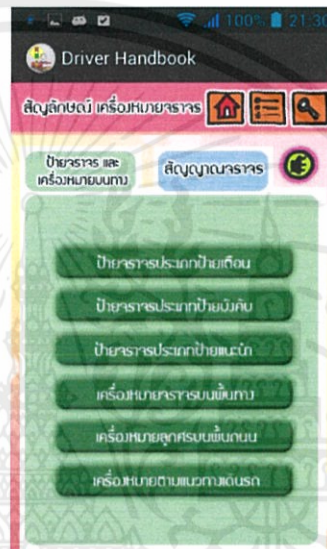 100% 21:30
Driver Handbook
สัญลักษณ์ เครื่องหมายจราจร
ป้ายจราจร และ
เครื่องหมายบนทาง
สัญญาณจราจร
ป้ายจราจรประเภทป้ายเตือน
ป้ายจราจรประเภทป้ายบังคับ
ป้ายจราจรประเภทป้ายแนะนำ
เครื่องหมายจราจรบนพื้นทาง
เครื่องหมายลูกศรบนพื้นถนน
เครื่องหมายตามแนวทางเดินรถ